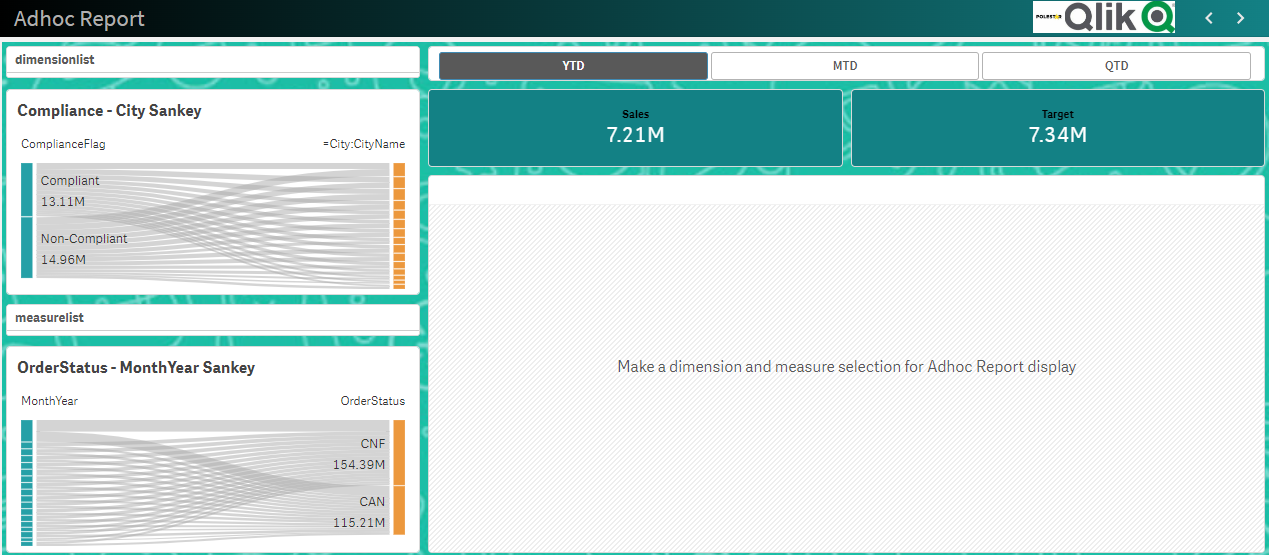 Adhoc Report
POLESTAR
Qlik
dimensionlist
Compliance - City Sankey
ComplianceFlag
=City:CityName
Compliant
13.11M
Non-Compliant
14.96M
measurelist
OrderStatus - MonthYear Sankey
MonthYear
OrderStatus
CNF
154.39M
CAN
115.21M
YTD
MTD
QTD
Sales
7.21M
Target
7.34M
Make a dimension and measure selection for Adhoc Report display